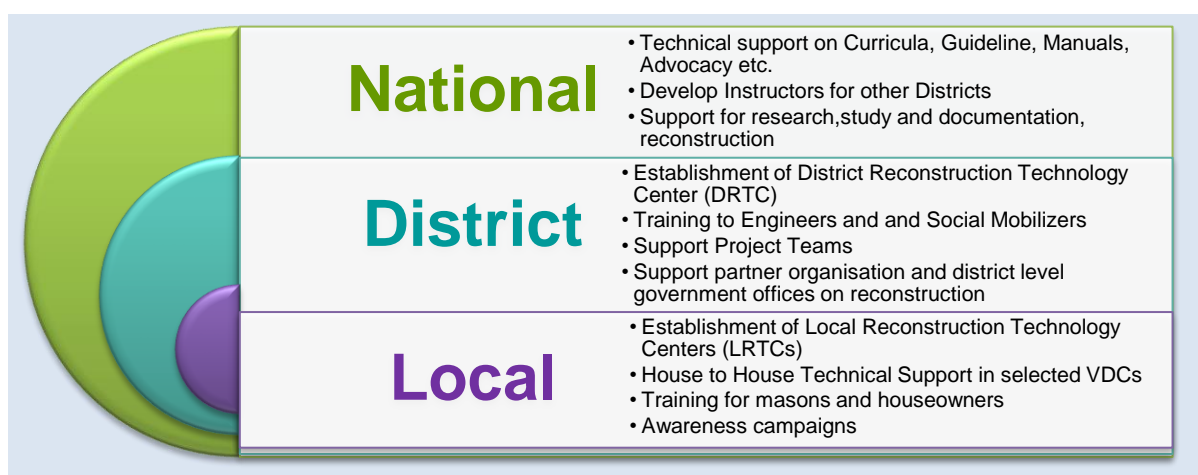 National
• Technical support on Curricula, Guideline, Manuals,
Advocacy etc.
• Develop Instructors for other Districts
• Support for research,study and documentation,
reconstruction
District
• Establishment of District Reconstruction Technology
Center (DRTC)
• Training to Engineers and and Social Mobilizers
• Support Project Teams
• Support partner organisation and district level
government offices on reconstruction
Local
• Establishment of Local Reconstruction Technology
Centers (LRTCs)
• House to House Technical Support in selected VDCs
• Training for masons and houseowners
• Awareness campaigns